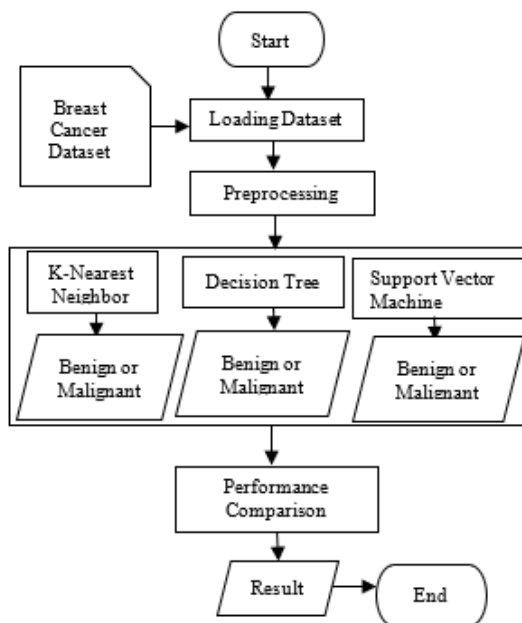 Start
Breast
Cancer
Dataset
Loading Dataset
Preprocessing
K-Nearest
Neighbor
Benign or
Malignant
Decision Tree
Benign or
Malignant
Support Vector
Machine
Benign or
Malignant
Performance
Comparison
Result
End